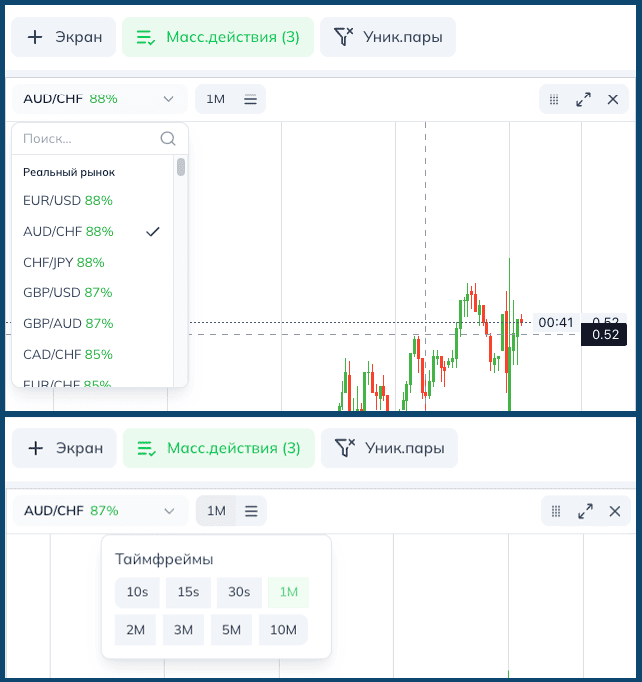 Экран
Масс.действия (3)
Уник.пары
AUD/CHF 88%
1M
Поиск...
Реальный рынок
EUR/USD 88%
AUD/CHF 88%
CHF/JPY 88%
GBP/USD 87%
GBP/AUD 87%
CAD/CHF 85%
EUR/CHF 85%
00:41 0.52
0.52
Экран
Масс.действия (3)
Уник.пары
AUD/CHF 87%
1M
Таймфреймы
10s 15s 30s 1M
2M 3M 5M 10M